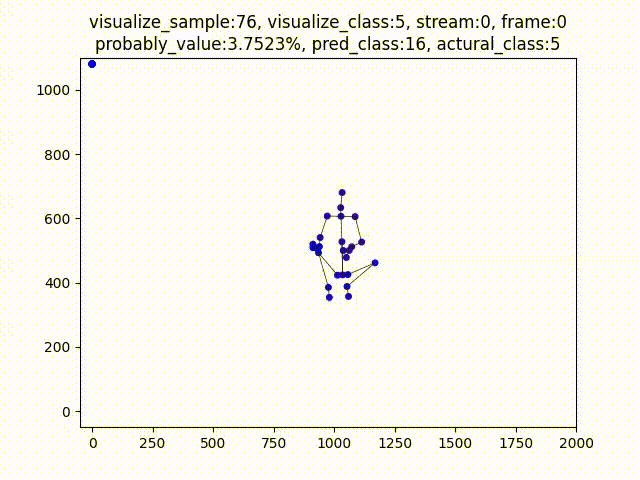 visualize_sample:76, visualize_class:5, stream:0, frame:0
probably_value:3.7523%, pred_class:16, actural_class:5
1000
800
600
400
200
0
0 250 500 750 1000 1250 1500 1750 2000